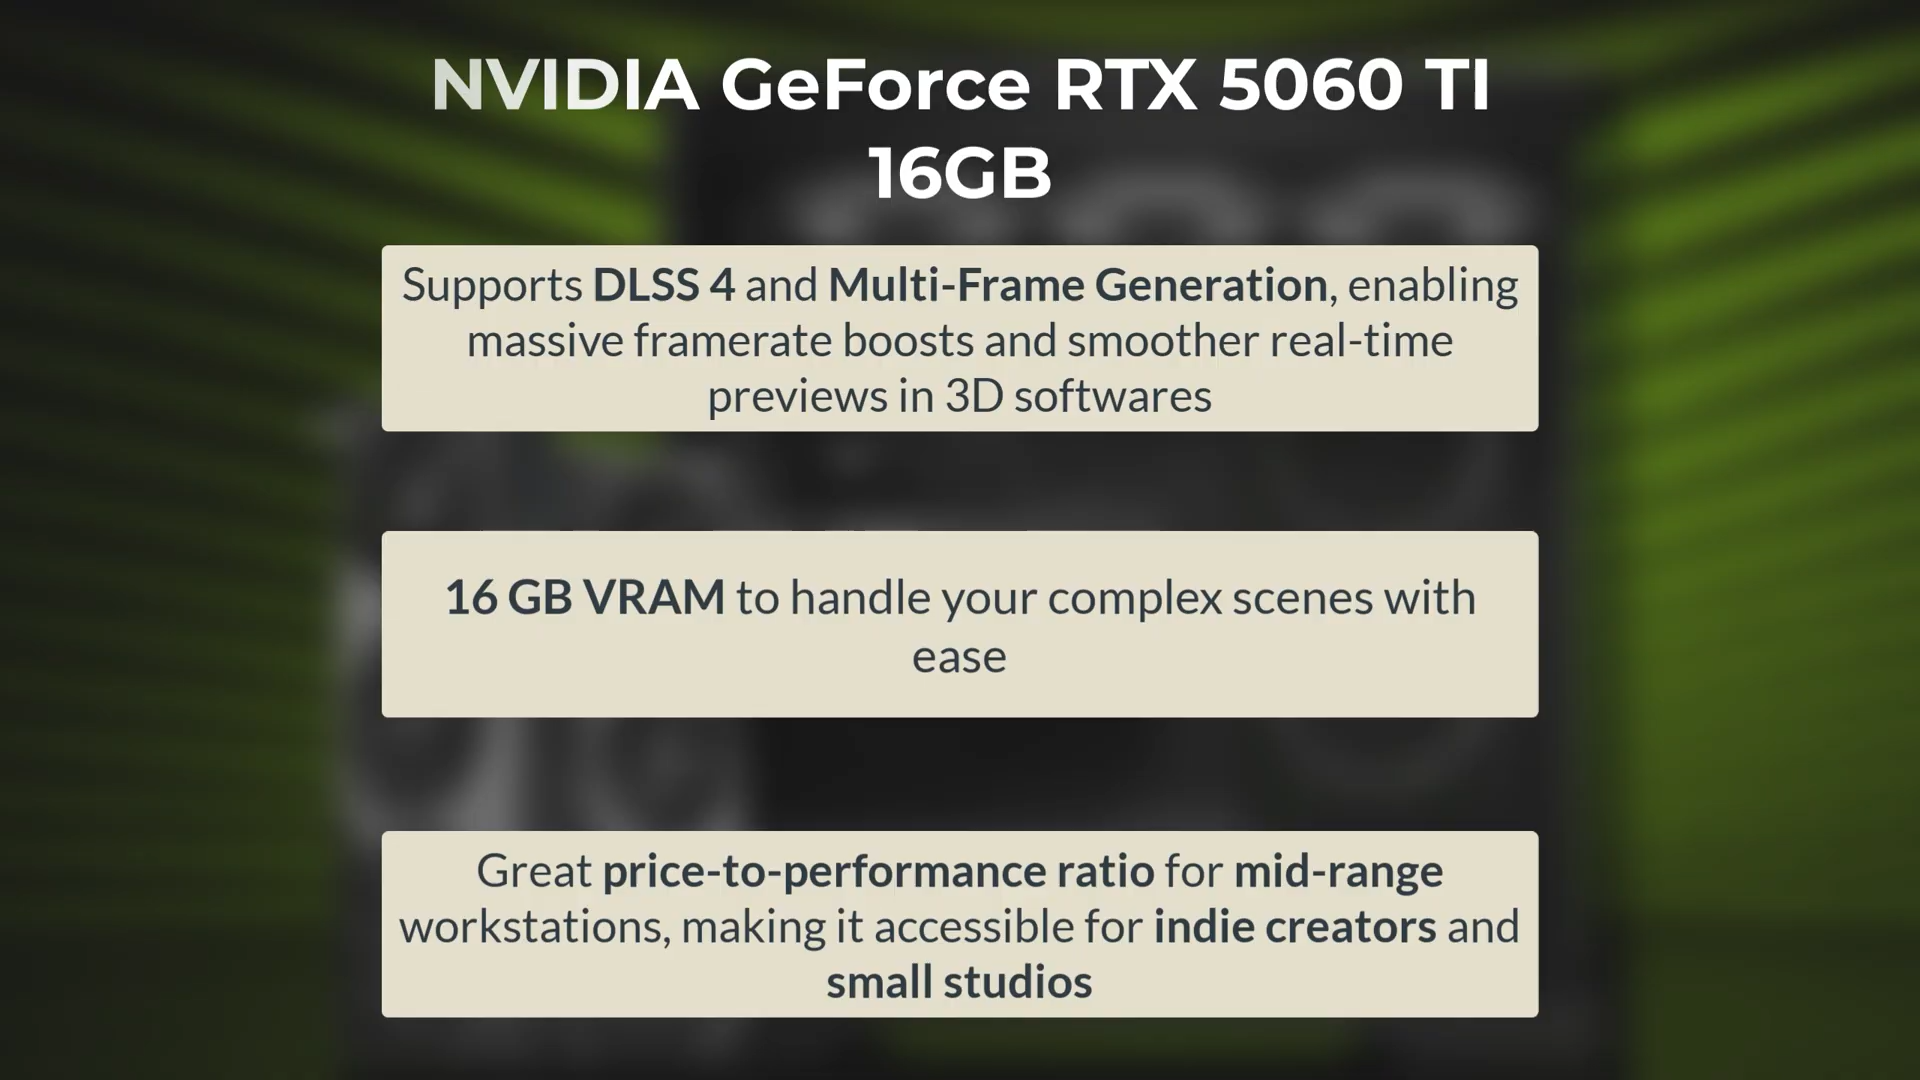 NVIDIA GeForce RTX 5060 TI
16GB
Supports DLSS 4 and Multi-Frame Generation, enabling
massive framerate boosts and smoother real-time
previews in 3D softwares
16 GB VRAM to handle your complex scenes with
ease
Great price-to-performance ratio for mid-range
workstations, making it accessible for indie creators and
small studios